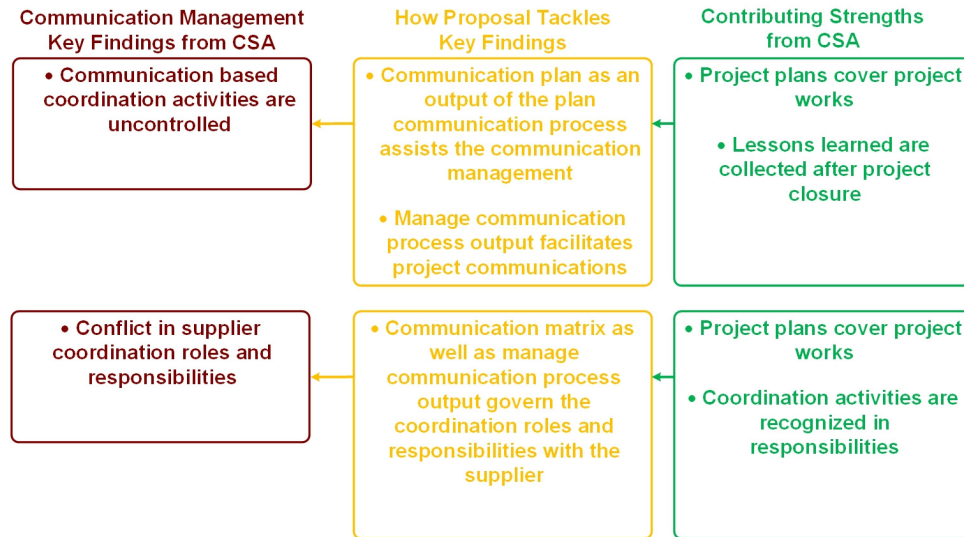 Communication Management
Key Findings from CSA
How Proposal Tackles
Key Findings
Contributing Strengths
from CSA
• Communication based
coordination activities are
uncontrolled
• Communication plan as an
output of the plan
communication process
assists the communication
management
• Manage communication
process output facilitates
project communications
• Project plans cover project
works
• Lessons learned are
collected after project
closure
• Conflict in supplier
coordination roles and
responsibilities
• Communication matrix as
well as manage
communication process
output govern the
coordination roles and
responsibilities with the
supplier
• Project plans cover project
works
• Coordination activities are
recognized in
responsibilities